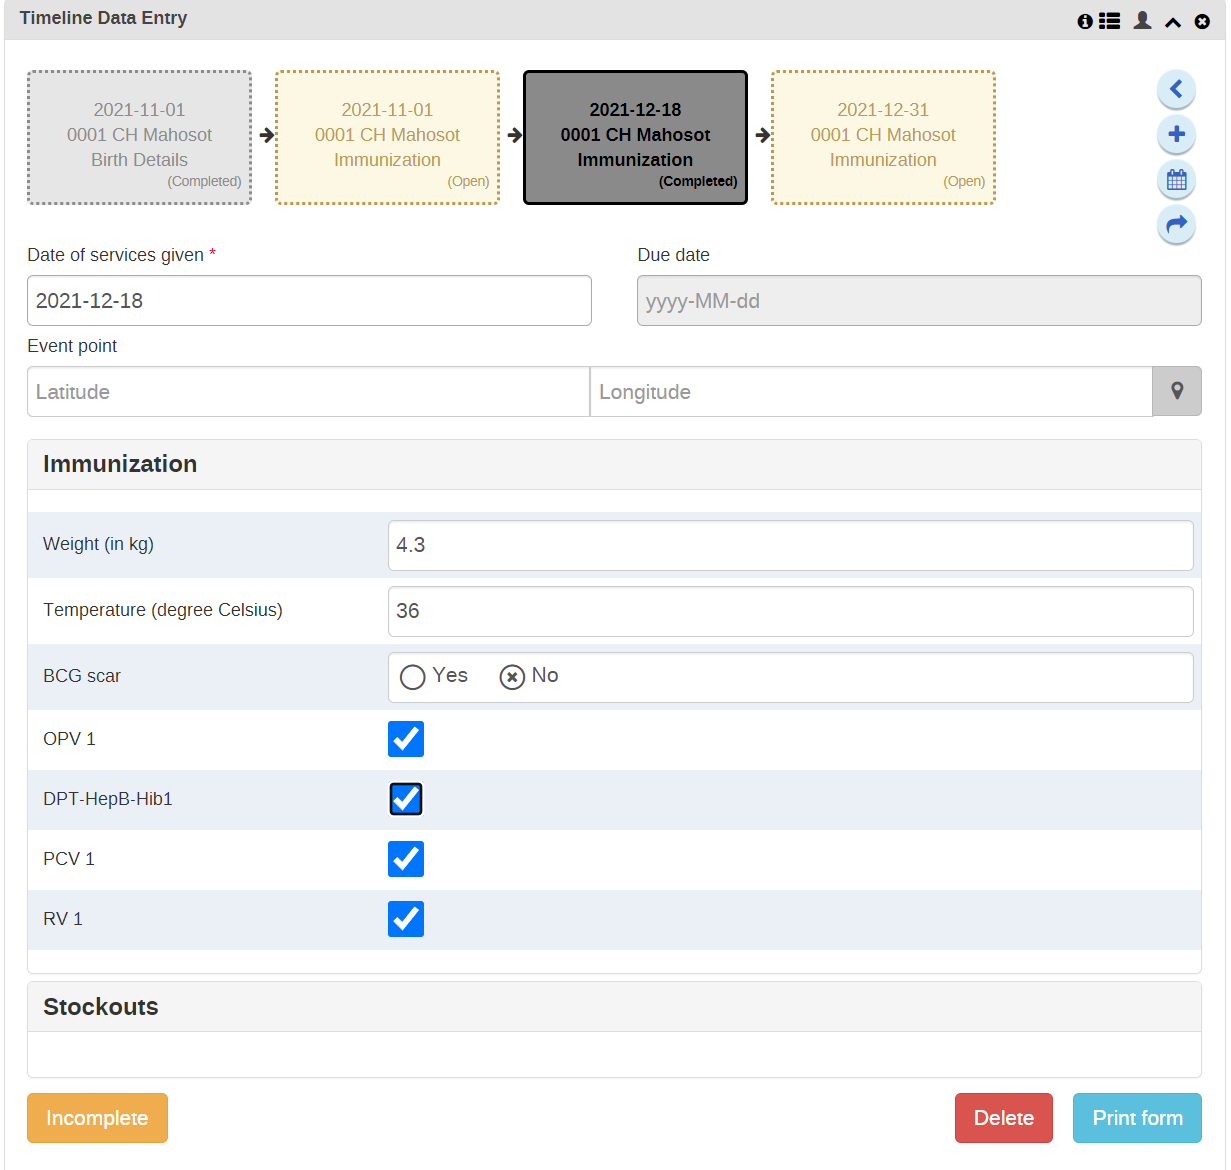 Timeline Data Entry
2021-11-01
0001 CH Mahosot
Birth Details
(Completed)
2021-11-01
0001 CH Mahosot
Immunization
(Open)
2021-12-18
0001 CH Mahosot
Immunization
(Completed)
2021-12-31
0001 CH Mahosot
Immunization
(Open)
Date of services given *
Due date
2021-12-18
yyyy-MM-dd
Event point
Latitude
Longitude
Immunization
Weight (in kg)
4.3
Temperature (degree Celsius)
36
BCG scar
Yes
No
OPV 1
DPT-HepB-Hib1
PCV 1
RV 1
Stockouts
Incomplete
Delete
Print form